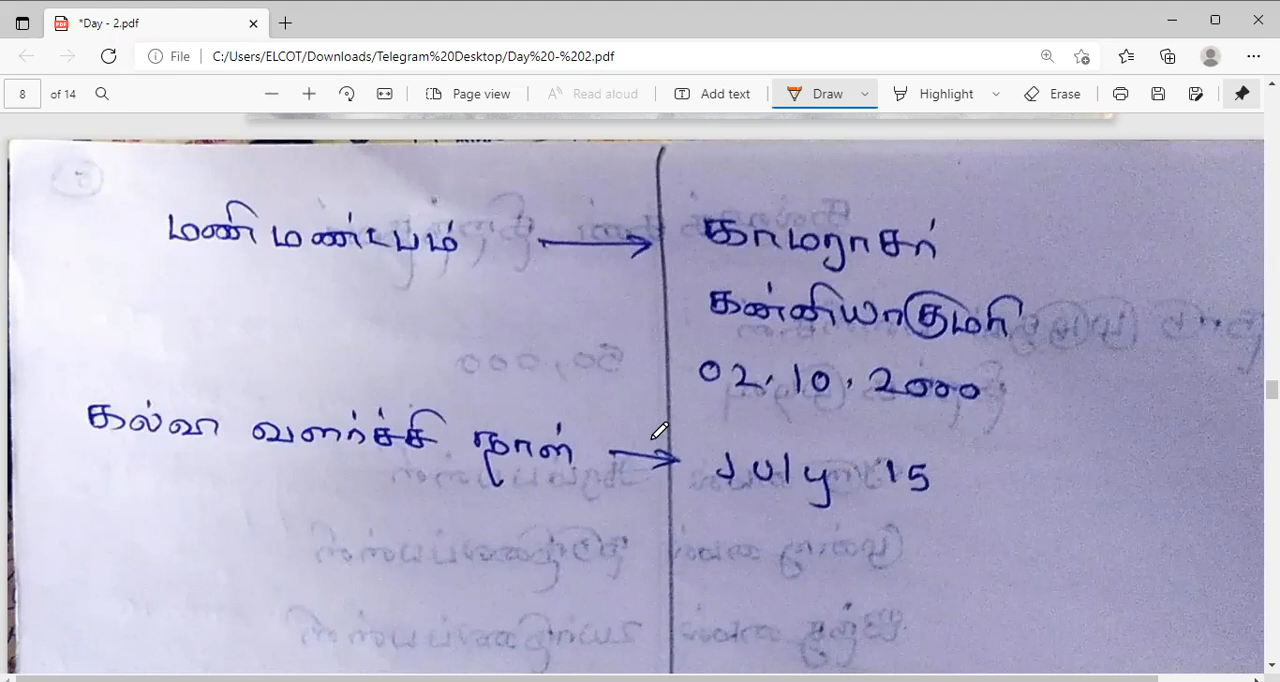 *Day - 2.pdf
File
C:/Users/ELCOT/Downloads/Telegram%20Desktop/Day%20-%202.pdf
8 of 14
Page view
Read aloud
Add text
Draw
Highlight
Erase
மணி மண்டபம் → காமராசர்
கன்னியாகுமரி
02.10.2000
கல்வி வளர்ச்சி நாள் → July 15